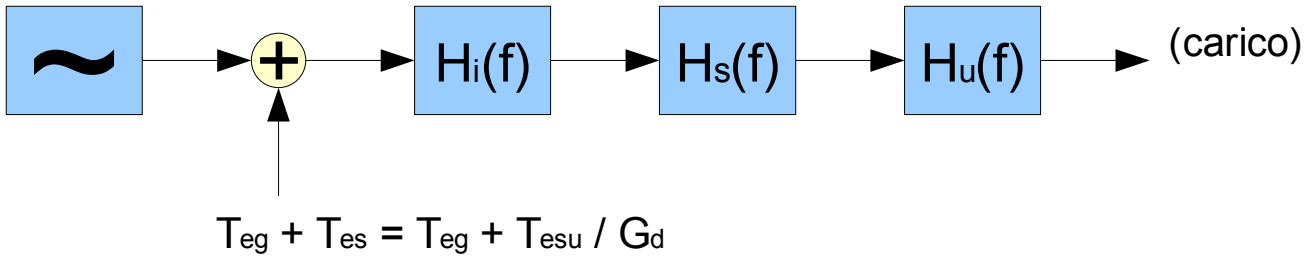 ~ + Hi(f) Hs(f) Hu(f) (carico)
Teg + Tes = Teg + Tesu / Gd